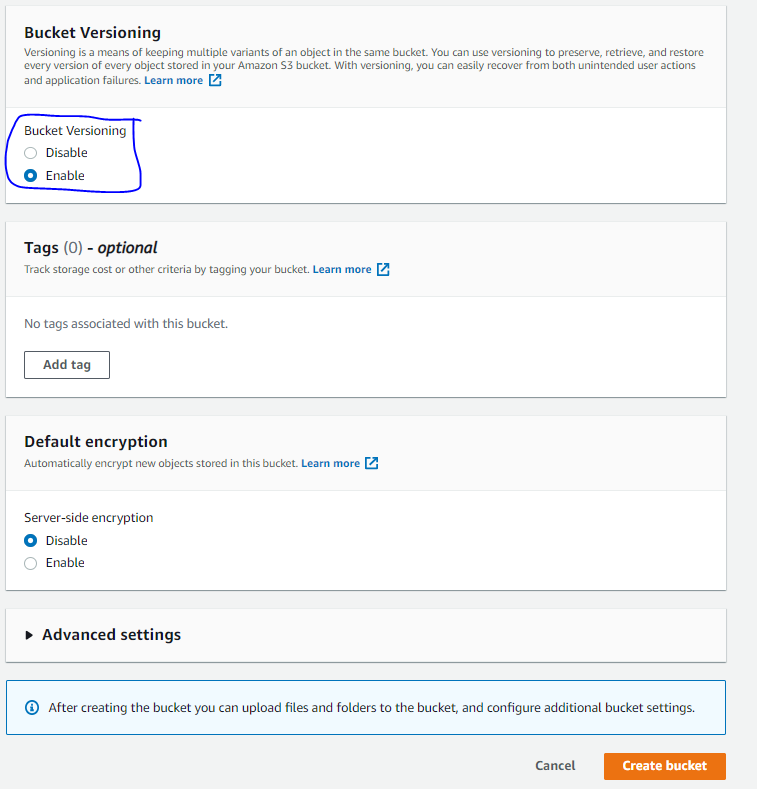 Bucket Versioning
Versioning is a means of keeping multiple variants of an object in the same bucket. You can use versioning to preserve, retrieve, and restore
every version of every object stored in your Amazon S3 bucket. With versioning, you can easily recover from both unintended user actions
and application failures. Learn more
Bucket Versioning
Disable
Enable
Tags (0) - optional
Track storage cost or other criteria by tagging your bucket. Learn more
No tags associated with this bucket.
Add tag
Default encryption
Automatically encrypt new objects stored in this bucket. Learn more
Server-side encryption
Disable
Enable
Advanced settings
After creating the bucket you can upload files and folders to the bucket, and configure additional bucket settings.
Cancel Create bucket